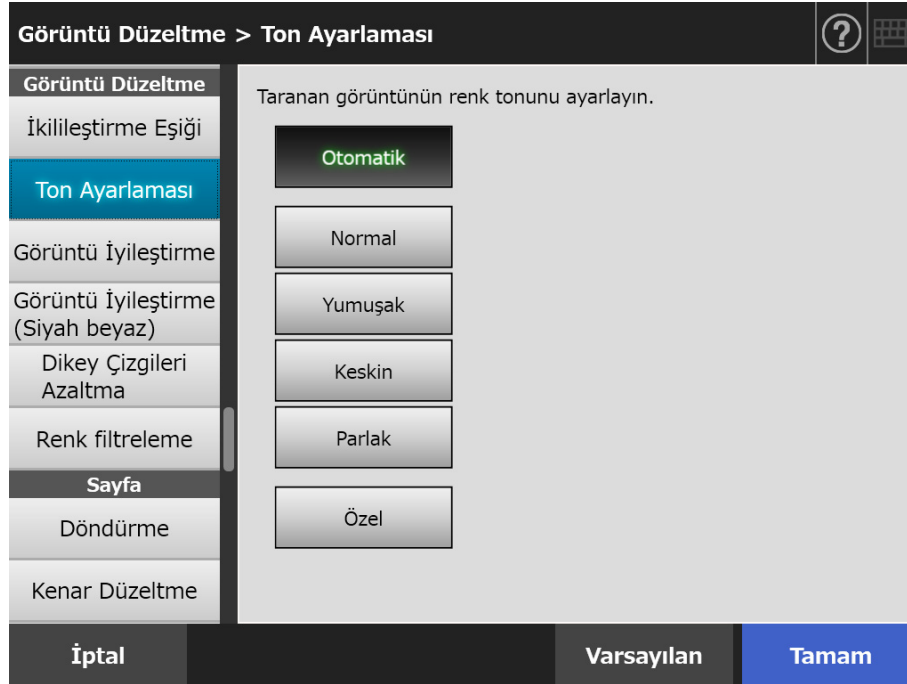 Görüntü Düzeltme > Ton Ayarlaması
?
Görüntü Düzeltme
İkilileştirme Eşiği
Ton Ayarlaması
Görüntü İyileştirme
Görüntü İyileştirme
(Siyah beyaz)
Dikey Çizgileri
Azaltma
Renk filtreleme
Sayfa
Döndürme
Kenar Düzeltme
Taranan görüntünün renk tonunu ayarlayın.
Otomatik
Normal
Yumuşak
Keskin
Parlak
Özel
İptal
Varsayılan
Tamam